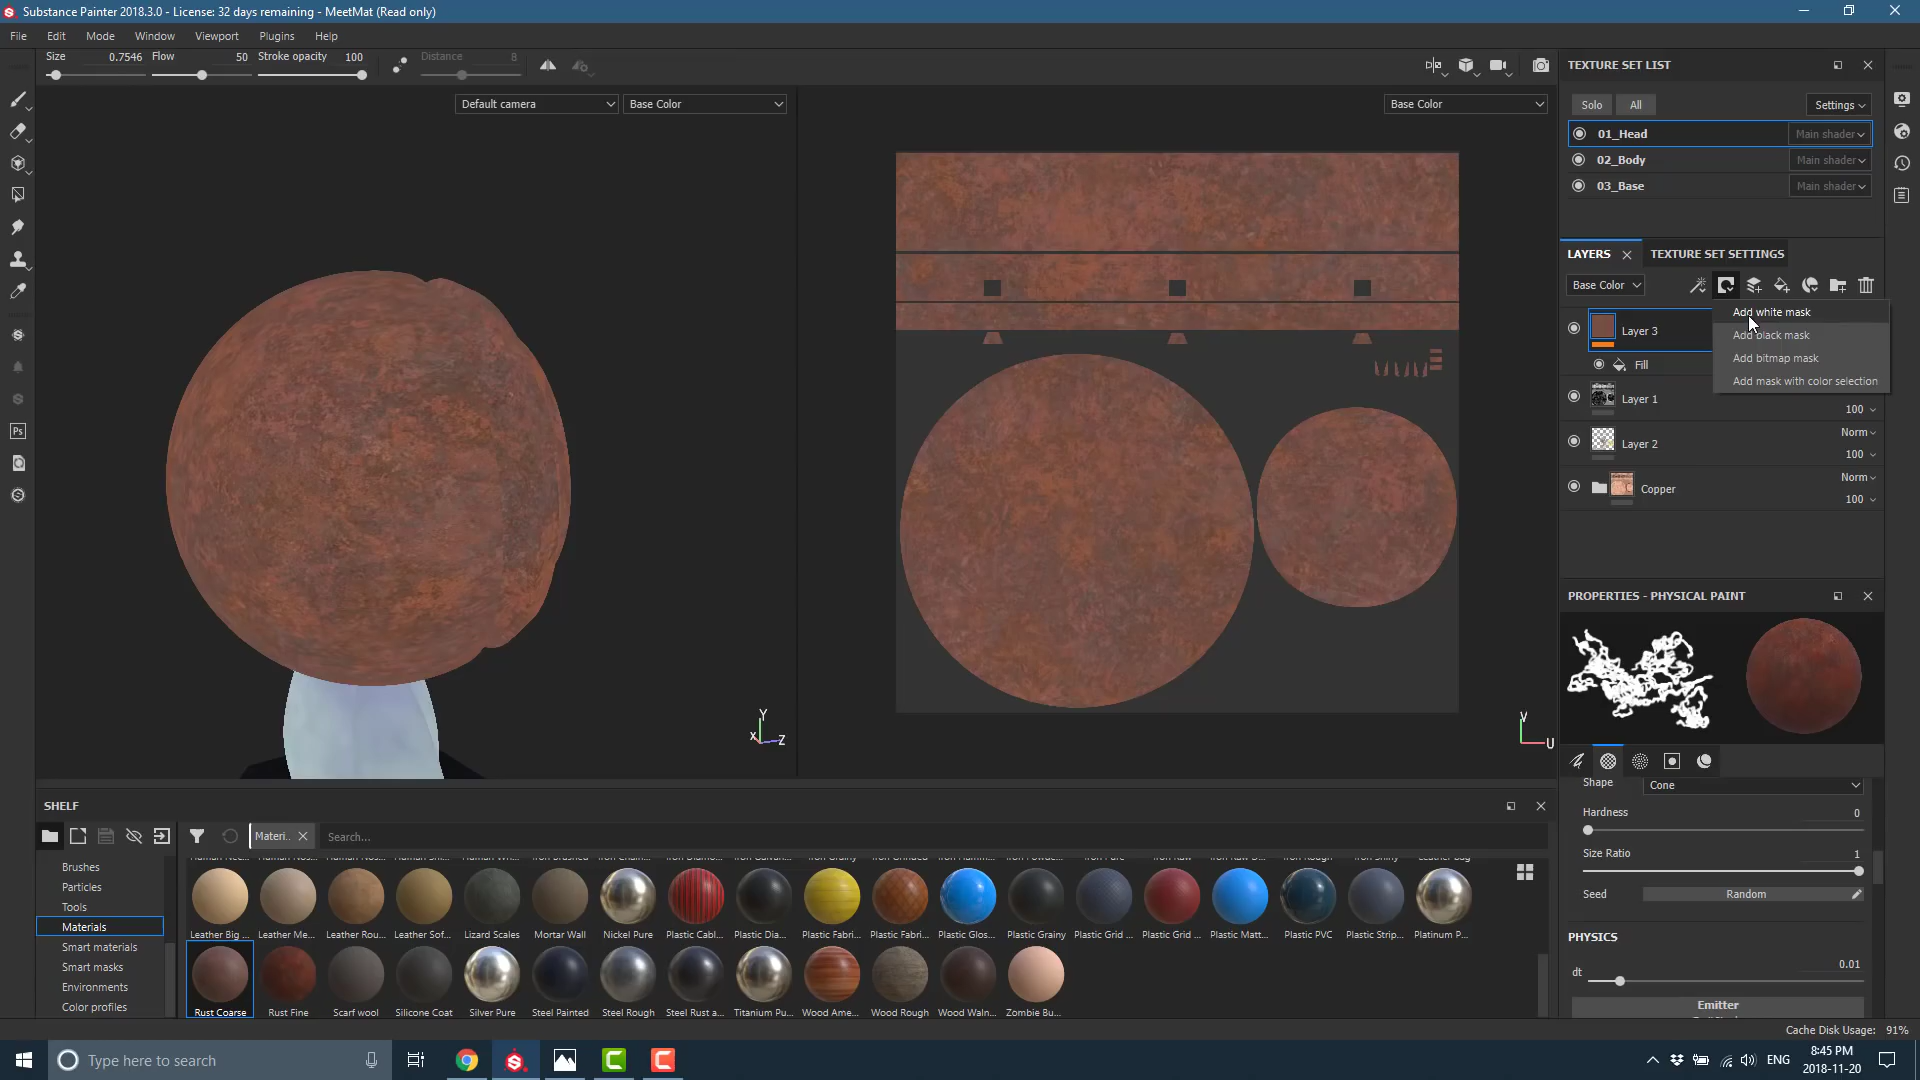 Substance Painter 2018.3.0 - License: 32 days remaining - MeetMat (Read only)
File Edit Mode Window Viewport Plugins Help
Size 0.7546 Flow 50 Stroke opacity 100 Distance 8
Default camera Base Color Base Color
TEXTURE SET LIST
Solo All Settings
01_Head Main shader
02_Body Main shader
03_Base Main shader
LAYERS TEXTURE SET SETTINGS
Base Color
Layer 3
Fill
Add white mask
Add black mask
Add bitmap mask
Add mask with color selection
Layer 1
100
Layer 2 Norm
100
Copper Norm
100
PROPERTIES - PHYSICAL PAINT
Shape Cone
Hardness 0
Size Ratio 1
Seed Random
PHYSICS
dt 0.01
Emitter
Y
X Z
V
U
Ps
SHELF
Materi.. Search...
Brushes
Particles
Tools
Materials
Smart materials
Smart masks
Environments
Color profiles
Leather Big ... Leather Me... Leather Rou... Leather Sof... Lizard Scales Mortar Wall Nickel Pure Plastic Cabl... Plastic Dia... Plastic Fabri... Plastic Fabri... Plastic Glos... Plastic Grainy Plastic Grid ... Plastic Grid ... Plastic Matt... Plastic PVC Plastic Strip... Platinum P...
Rust Coarse Rust Fine Scarf wool Silicone Coat Silver Pure Steel Painted Steel Rough Steel Rust a... Titanium Pu... Wood Ame... Wood Rough Wood Waln... Zombie Bu...
Cache Disk Usage: 91%
Type here to search
ENG
8:45 PM
2018-11-20